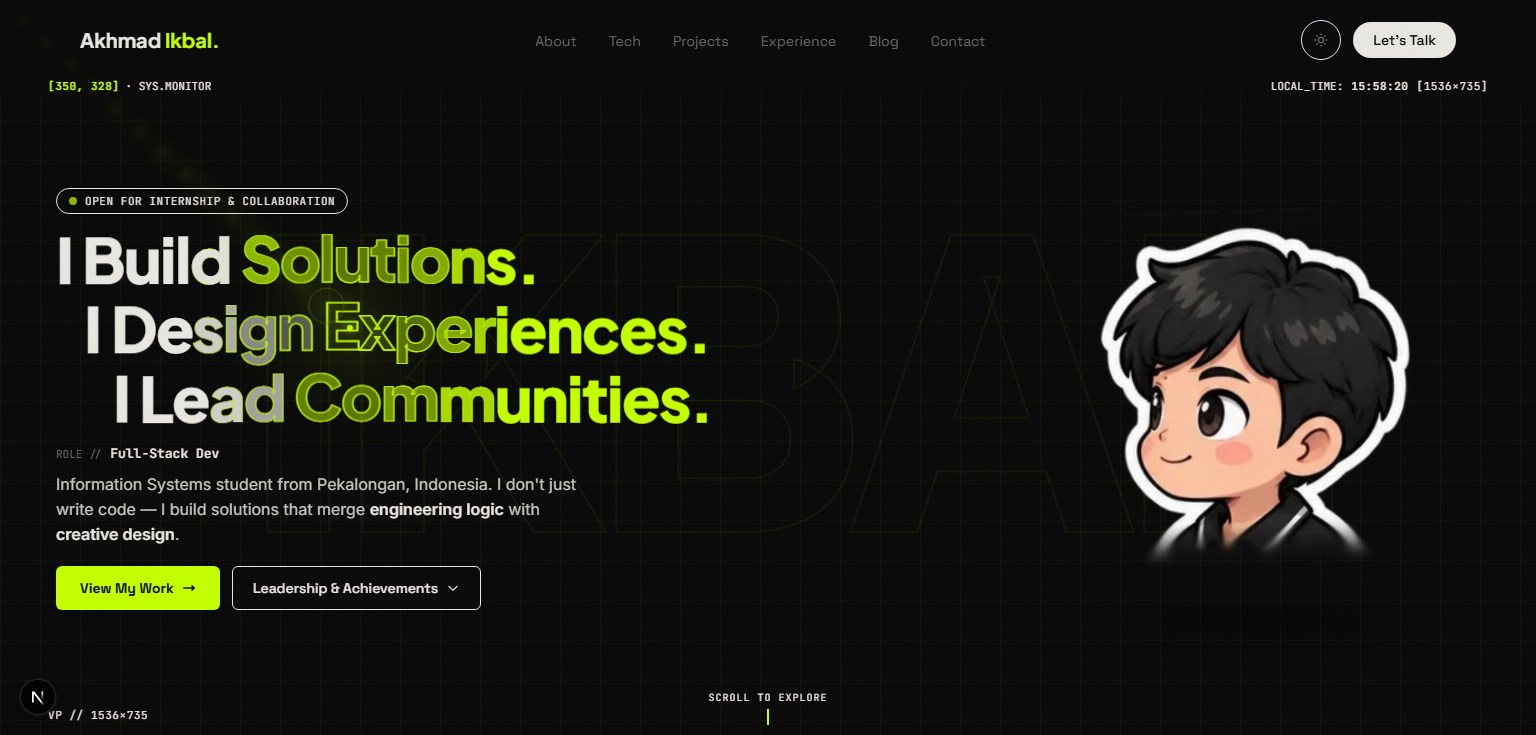 Akhmad Ikbal.
About Tech Projects Experience Blog Contact
Let's Talk
[350, 328] · SYS.MONITOR
LOCAL_TIME: 15:58:20 [1536×735]
OPEN FOR INTERNSHIP & COLLABORATION
I Build Solutions.
I Design Experiences.
I Lead Communities.
IKBAL
ROLE // Full-Stack Dev
Information Systems student from Pekalongan, Indonesia. I don't just
write code — I build solutions that merge engineering logic with
creative design.
View My Work →
Leadership & Achievements
SCROLL TO EXPLORE
N
VP // 1536×735